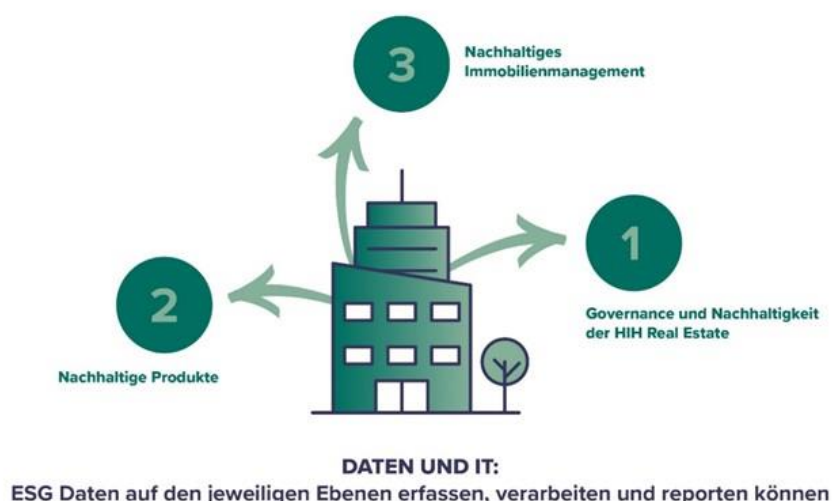 3
Nachhaltiges
Immobilienmanagement
1
Governance und Nachhaltigkeit
der HIH Real Estate
2
Nachhaltige Produkte
DATEN UND IT:
ESG Daten auf den jeweiligen Ebenen erfassen, verarbeiten und reporten können